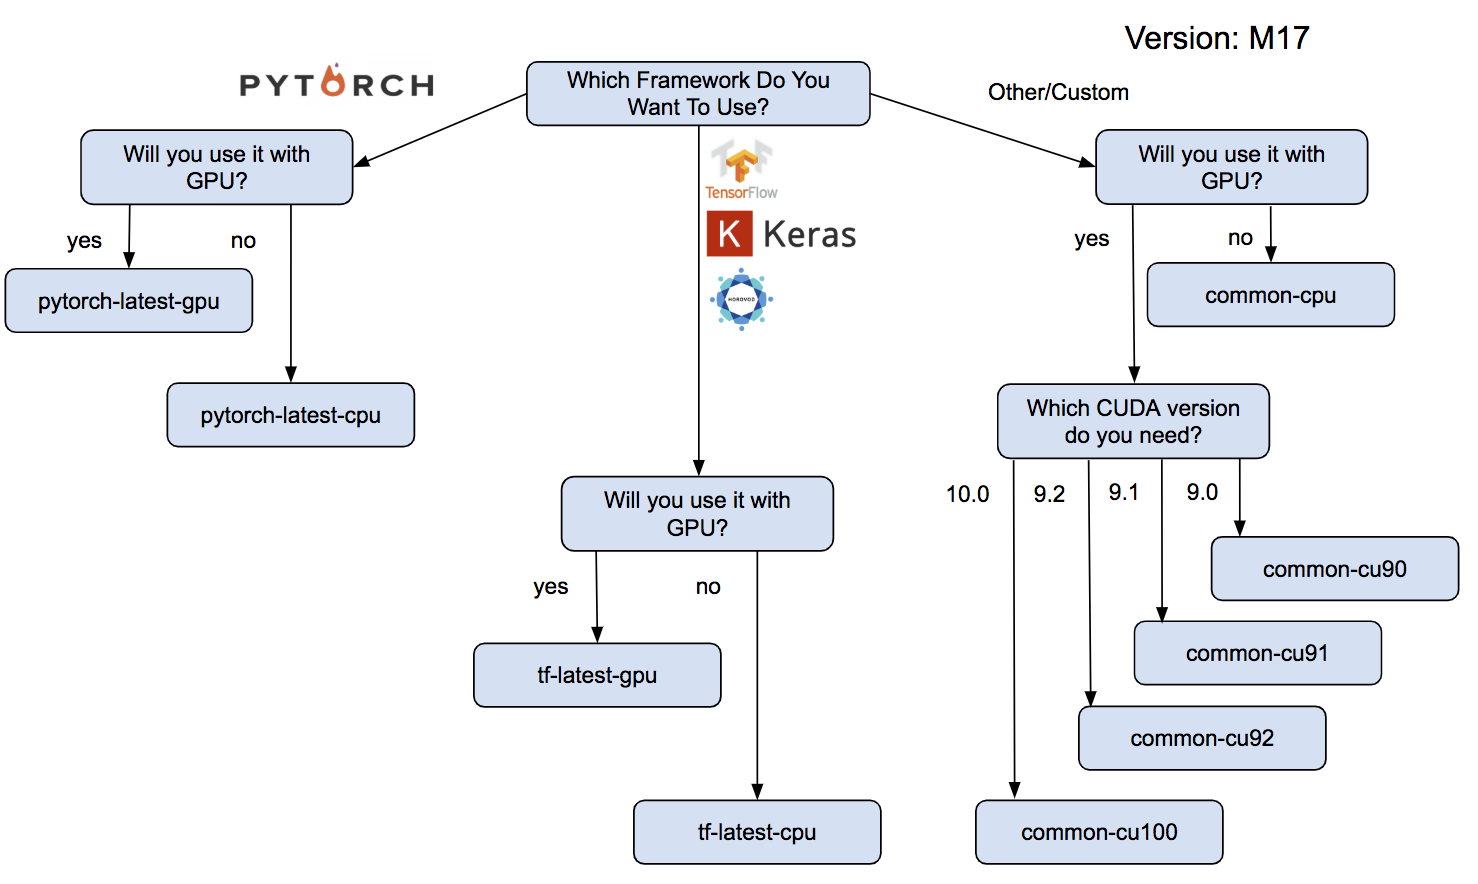 Version: M17
PYTORCH
Which Framework Do You
Want To Use?
Other/Custom
Will you use it with
GPU?
yes
no
pytorch-latest-gpu
pytorch-latest-cpu
TensorFlow
K Keras
HOROVOD
Will you use it with
GPU?
yes
no
tf-latest-gpu
tf-latest-cpu
Will you use it with
GPU?
yes
no
common-cpu
Which CUDA version
do you need?
10.0
9.2
9.1
9.0
common-cu90
common-cu91
common-cu92
common-cu100